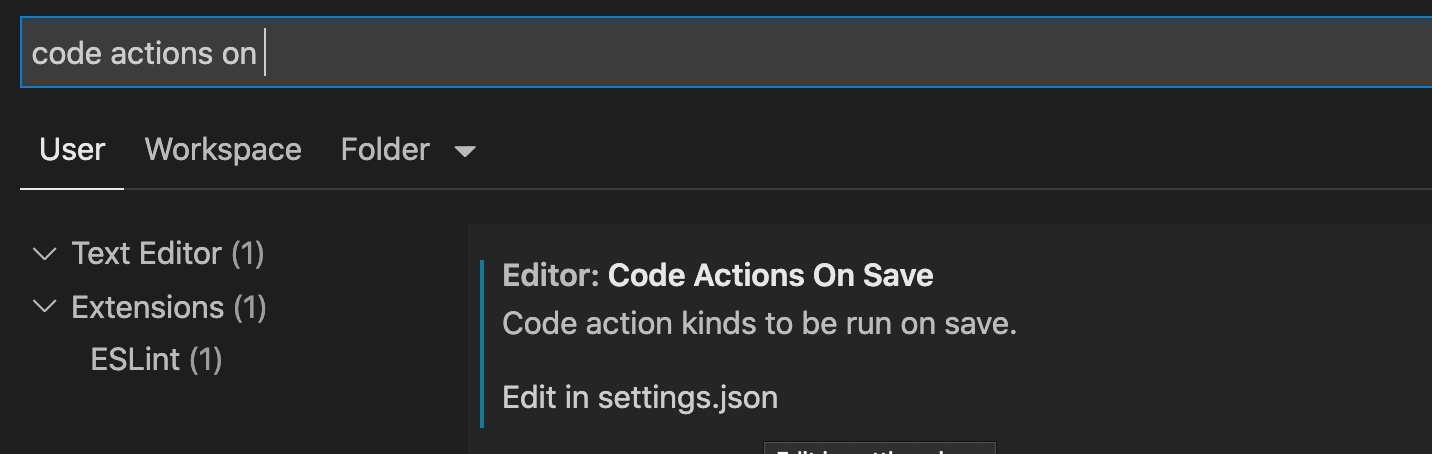 code actions on
User Workspace Folder
Text Editor (1)
Extensions (1)
ESLint (1)
Editor: Code Actions On Save
Code action kinds to be run on save.
Edit in settings.json